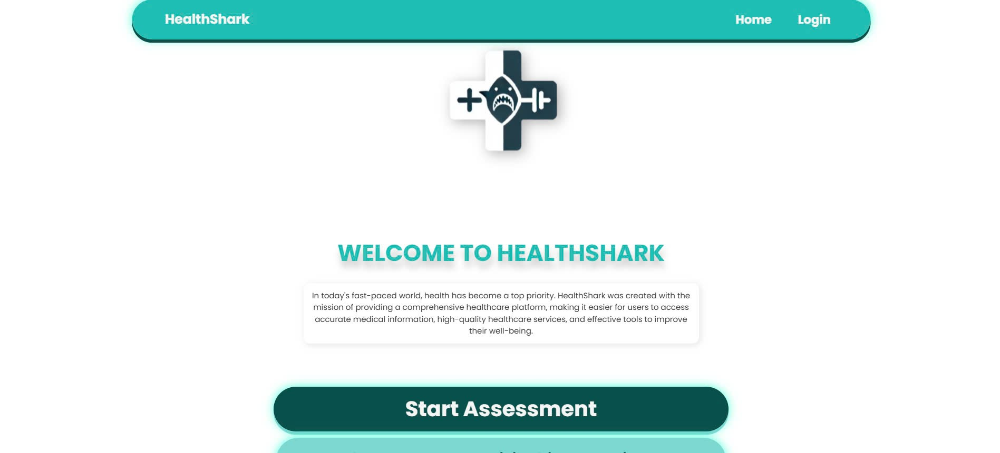 HealthShark
Home
Login
WELCOME TO HEALTHSHARK
In today's fast-paced world, health has become a top priority. HealthShark was created with the
mission of providing a comprehensive healthcare platform, making it easier for users to access
accurate medical information, high-quality healthcare services, and effective tools to improve
their well-being.
Start Assessment